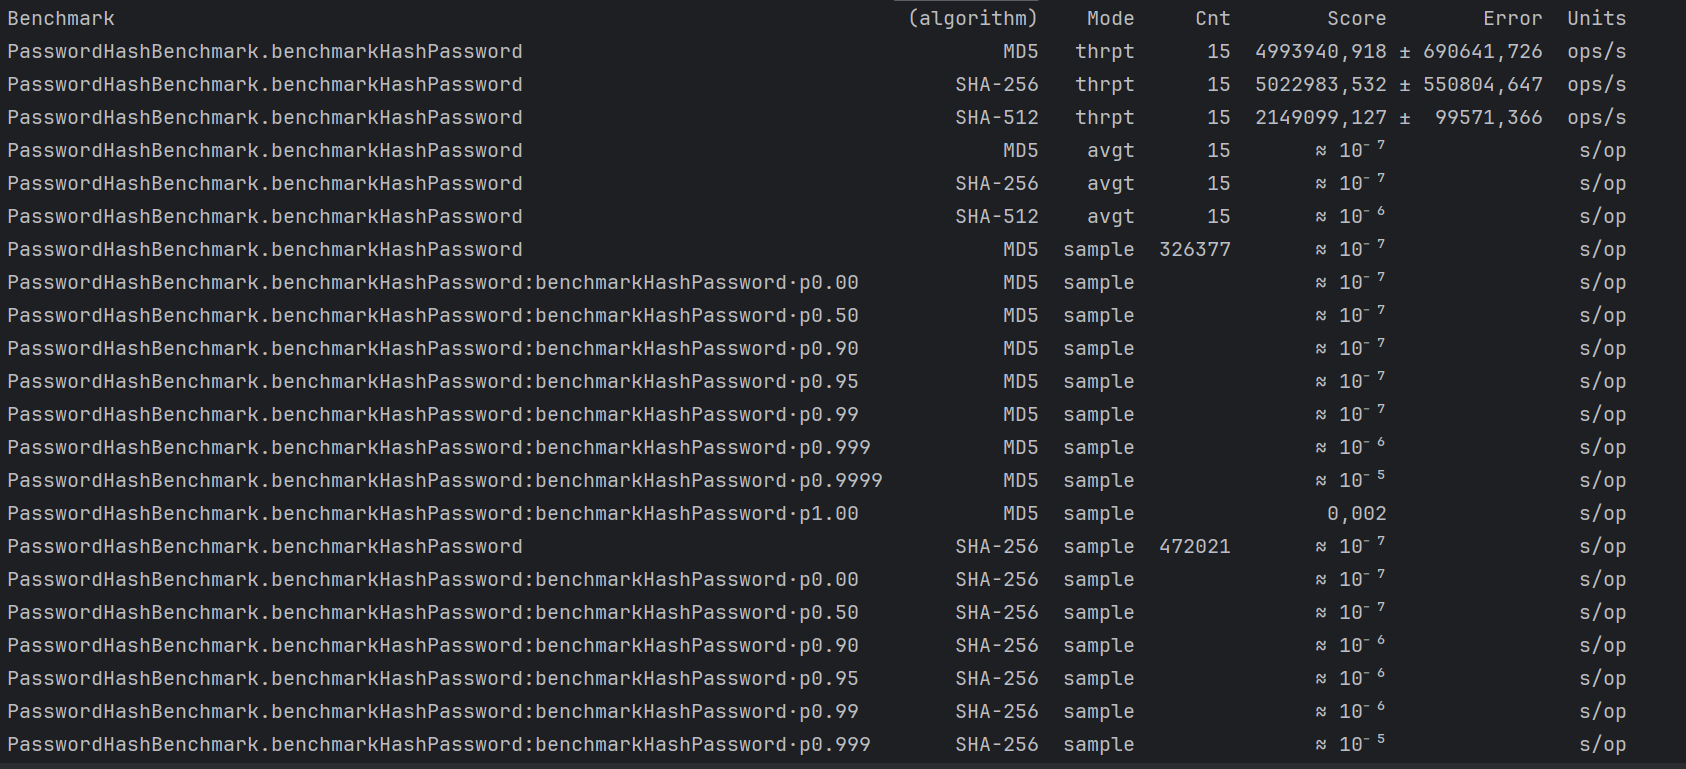 Benchmark (algorithm) Mode Cnt Score Error Units
PasswordHashBenchmark.benchmarkHashPassword MD5 thrpt 15 4993940,918 ± 690641,726 ops/s
PasswordHashBenchmark.benchmarkHashPassword SHA-256 thrpt 15 5022983,532 ± 550804,647 ops/s
PasswordHashBenchmark.benchmarkHashPassword SHA-512 thrpt 15 2149099,127 ± 99571,366 ops/s
PasswordHashBenchmark.benchmarkHashPassword MD5 avgt 15 ≈ 10⁻⁷ s/op
PasswordHashBenchmark.benchmarkHashPassword SHA-256 avgt 15 ≈ 10⁻⁷ s/op
PasswordHashBenchmark.benchmarkHashPassword SHA-512 avgt 15 ≈ 10⁻⁶ s/op
PasswordHashBenchmark.benchmarkHashPassword MD5 sample 326377 ≈ 10⁻⁷ s/op
PasswordHashBenchmark.benchmarkHashPassword:benchmarkHashPassword·p0.00 MD5 sample ≈ 10⁻⁷ s/op
PasswordHashBenchmark.benchmarkHashPassword:benchmarkHashPassword·p0.50 MD5 sample ≈ 10⁻⁷ s/op
PasswordHashBenchmark.benchmarkHashPassword:benchmarkHashPassword·p0.90 MD5 sample ≈ 10⁻⁷ s/op
PasswordHashBenchmark.benchmarkHashPassword:benchmarkHashPassword·p0.95 MD5 sample ≈ 10⁻⁷ s/op
PasswordHashBenchmark.benchmarkHashPassword:benchmarkHashPassword·p0.99 MD5 sample ≈ 10⁻⁷ s/op
PasswordHashBenchmark.benchmarkHashPassword:benchmarkHashPassword·p0.999 MD5 sample ≈ 10⁻⁶ s/op
PasswordHashBenchmark.benchmarkHashPassword:benchmarkHashPassword·p0.9999 MD5 sample ≈ 10⁻⁵ s/op
PasswordHashBenchmark.benchmarkHashPassword:benchmarkHashPassword·p1.00 MD5 sample 0,002 s/op
PasswordHashBenchmark.benchmarkHashPassword SHA-256 sample 472021 ≈ 10⁻⁷ s/op
PasswordHashBenchmark.benchmarkHashPassword:benchmarkHashPassword·p0.00 SHA-256 sample ≈ 10⁻⁷ s/op
PasswordHashBenchmark.benchmarkHashPassword:benchmarkHashPassword·p0.50 SHA-256 sample ≈ 10⁻⁷ s/op
PasswordHashBenchmark.benchmarkHashPassword:benchmarkHashPassword·p0.90 SHA-256 sample ≈ 10⁻⁶ s/op
PasswordHashBenchmark.benchmarkHashPassword:benchmarkHashPassword·p0.95 SHA-256 sample ≈ 10⁻⁶ s/op
PasswordHashBenchmark.benchmarkHashPassword:benchmarkHashPassword·p0.99 SHA-256 sample ≈ 10⁻⁶ s/op
PasswordHashBenchmark.benchmarkHashPassword:benchmarkHashPassword·p0.999 SHA-256 sample ≈ 10⁻⁵ s/op